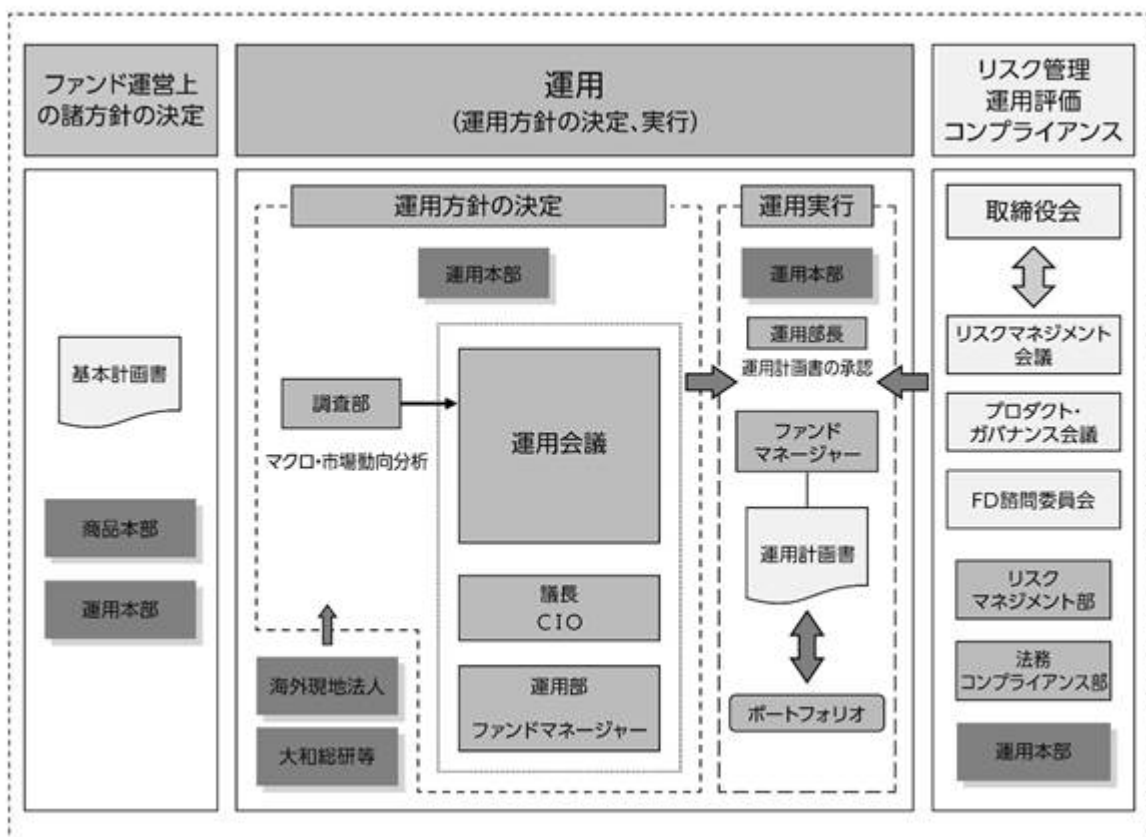 ファンド運営上
の諸方針の決定
運用
(運用方針の決定、実行)
リスク管理
運用評価
コンプライアンス
基本計画書
商品本部
運用本部
運用方針の決定
運用本部
調査部
マクロ・市場動向分析
運用会議
議長
CIO
運用部
ファンドマネージャー
海外現地法人
大和総研等
運用実行
運用本部
運用部長
運用計画書の承認
ファンド
マネージャー
運用計画書
ポートフォリオ
取締役会
リスクマネジメント
会議
プロダクト・
ガバナンス会議
FD諮問委員会
リスク
マネジメント部
法務
コンプライアンス部
運用本部